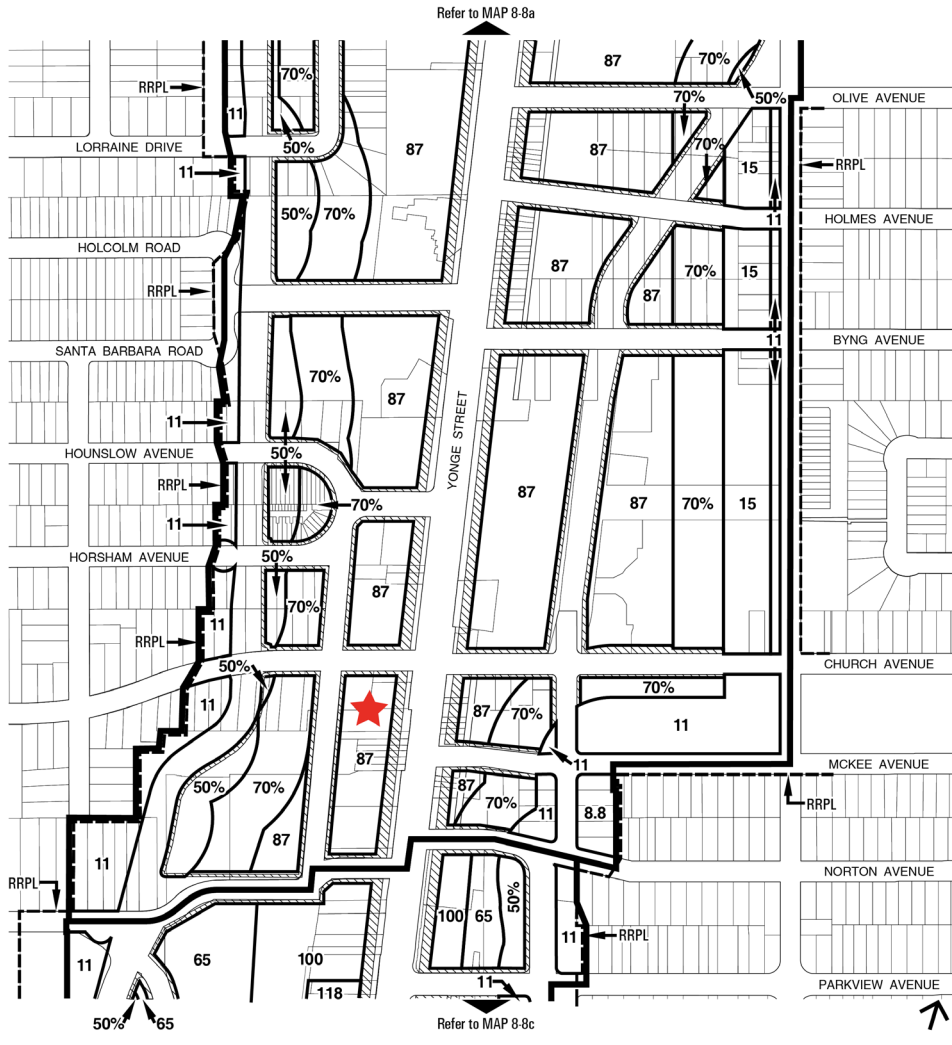 Refer to MAP 8-8a
87
70%
70%
RRPL
50%
OLIVE AVENUE
70%
11
LORRAINE DRIVE
50%
87
87
70%
15
RRPL
11
50%
70%
11
HOLMES AVENUE
HOLCOLM ROAD
87
70%
15
RRPL
87
11
BYNG AVENUE
SANTA BARBARA ROAD
70%
87
YONGE STREET
11
HOUNSLOW AVENUE
50%
RRPL
87
87
70%
15
70%
11
HORSHAM AVENUE
50%
87
70%
11
RRPL
CHURCH AVENUE
50%
70%
11
87
70%
11
87
11
MCKEE AVENUE
50%
70%
87
70%
RRPL
11
8.8
87
11
NORTON AVENUE
RRPL
100
65
50%
11
RRPL
11
65
100
11
PARKVIEW AVENUE
118
50%
65
Refer to MAP 8-8c